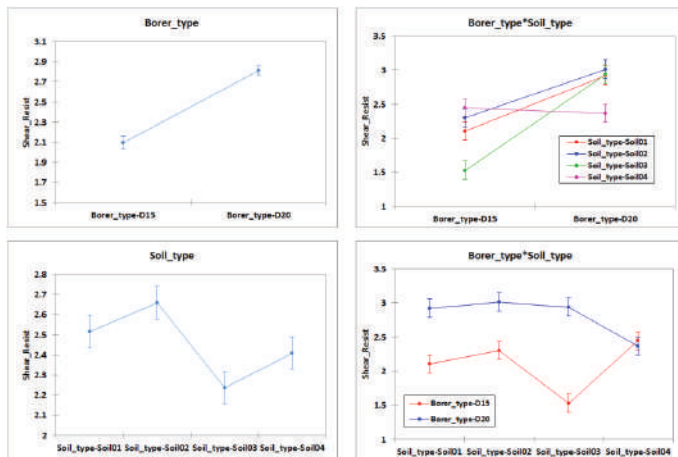 Borer_type
3.1
2.9
2.7
2.5
2.3
2.1
1.9
1.7
1.5
Shear_Resist
Borer_type-D15
Borer_type-D20
Borer_type*Soil_type
3.5
3
2.5
2
1.5
1
Shear_Resist
Soil_type-Soil01
Soil_type-Soil02
Soil_type-Soil03
Soil_type-Soil04
Borer_type-D15
Borer_type-D20
Soil_type
2.8
2.7
2.6
2.5
2.4
2.3
2.2
2.1
2
Shear_Resist
Soil_type-Soil01 Soil_type-Soil02 Soil_type-Soil03 Soil_type-Soil04
Borer_type*Soil_type
3.5
3
2.5
2
1.5
1
Shear_Resist
Borer_type-D15
Borer_type-D20
Soil_type-Soil01 Soil_type-Soil02 Soil_type-Soil03 Soil_type-Soil04